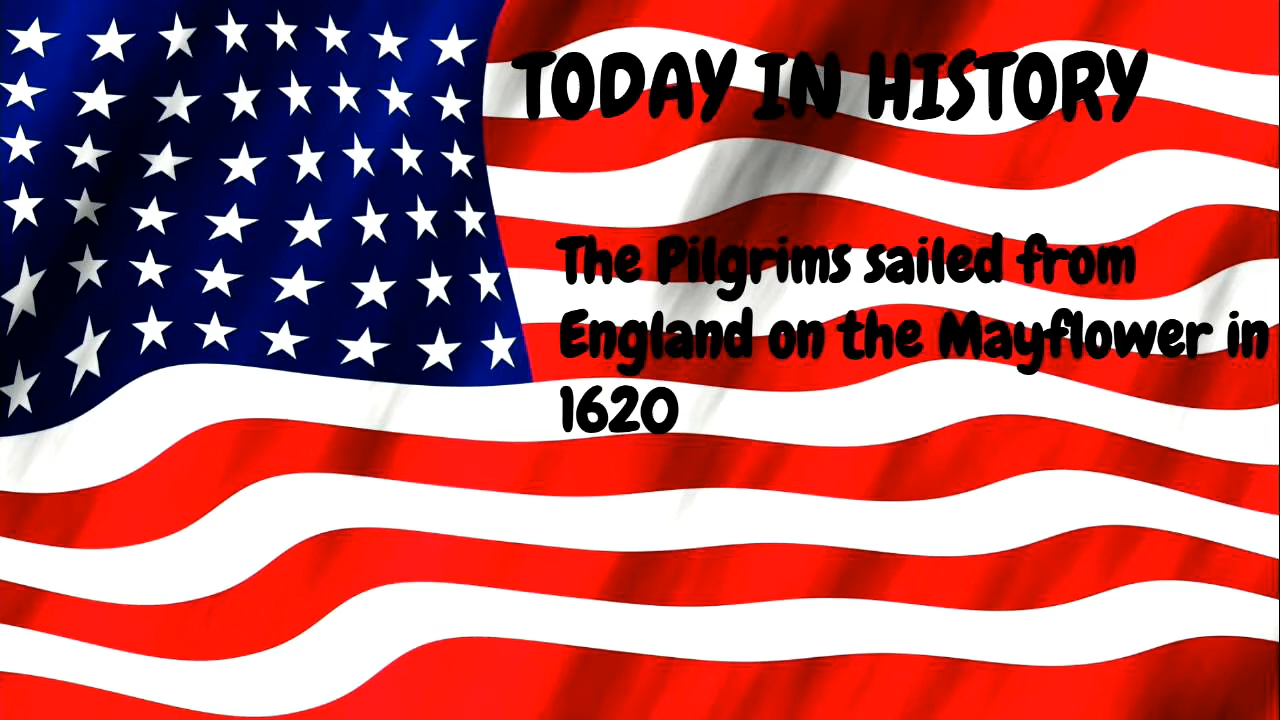 TODAY IN HISTORY
The Pilgrims sailed from
England on the Mayflower in
1620